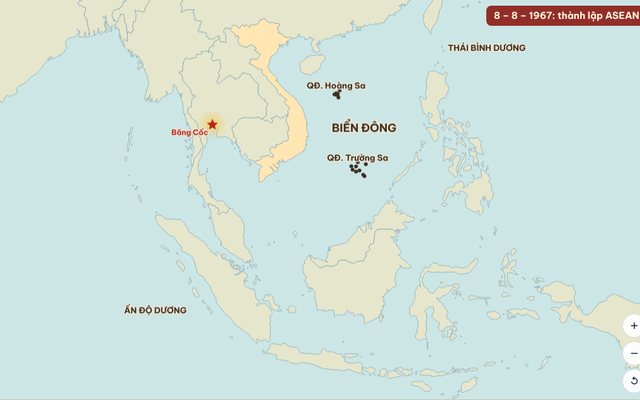 8 – 8 – 1967: thành lập ASEAN
THÁI BÌNH DƯƠNG
QĐ. Hoàng Sa
BIỂN ĐÔNG
Băng Cốc
QĐ. Trường Sa
ẤN ĐỘ DƯƠNG